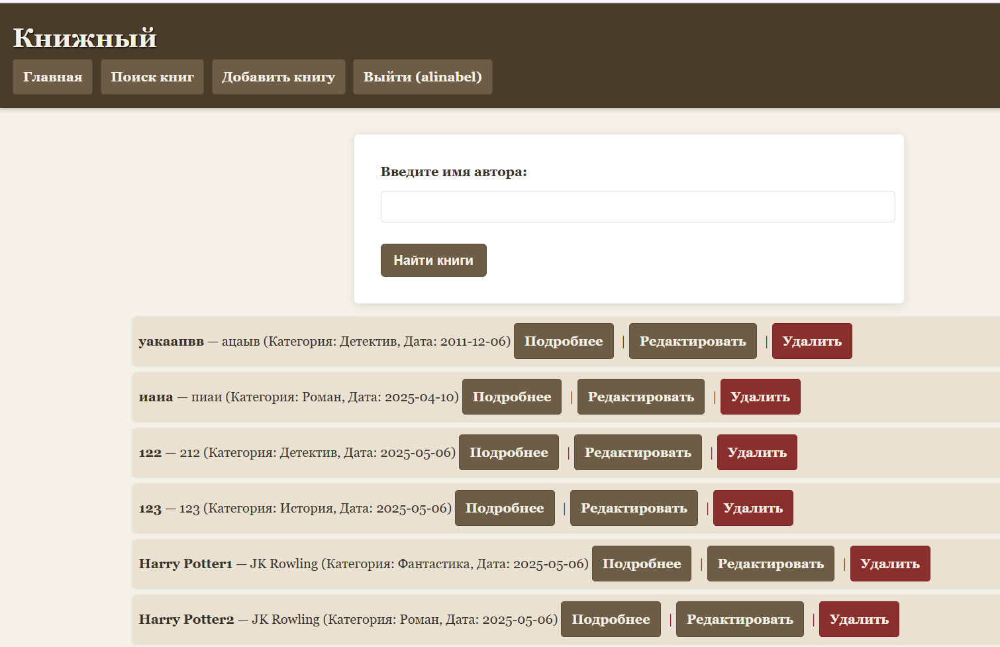 Книжный
Главная Поиск книг Добавить книгу Выйти (alinabel)
Введите имя автора:
Найти книги
уакаапвв — ацаыв (Категория: Детектив, Дата: 2011-12-06) Подробнее | Редактировать | Удалить
иаиа — пиаи (Категория: Роман, Дата: 2025-04-10) Подробнее | Редактировать | Удалить
122 — 212 (Категория: Детектив, Дата: 2025-05-06) Подробнее | Редактировать | Удалить
123 — 123 (Категория: История, Дата: 2025-05-06) Подробнее | Редактировать | Удалить
Harry Potter1 — JK Rowling (Категория: Фантастика, Дата: 2025-05-06) Подробнее | Редактировать | Удалить
Harry Potter2 — JK Rowling (Категория: Роман, Дата: 2025-05-06) Подробнее | Редактировать | Удалить